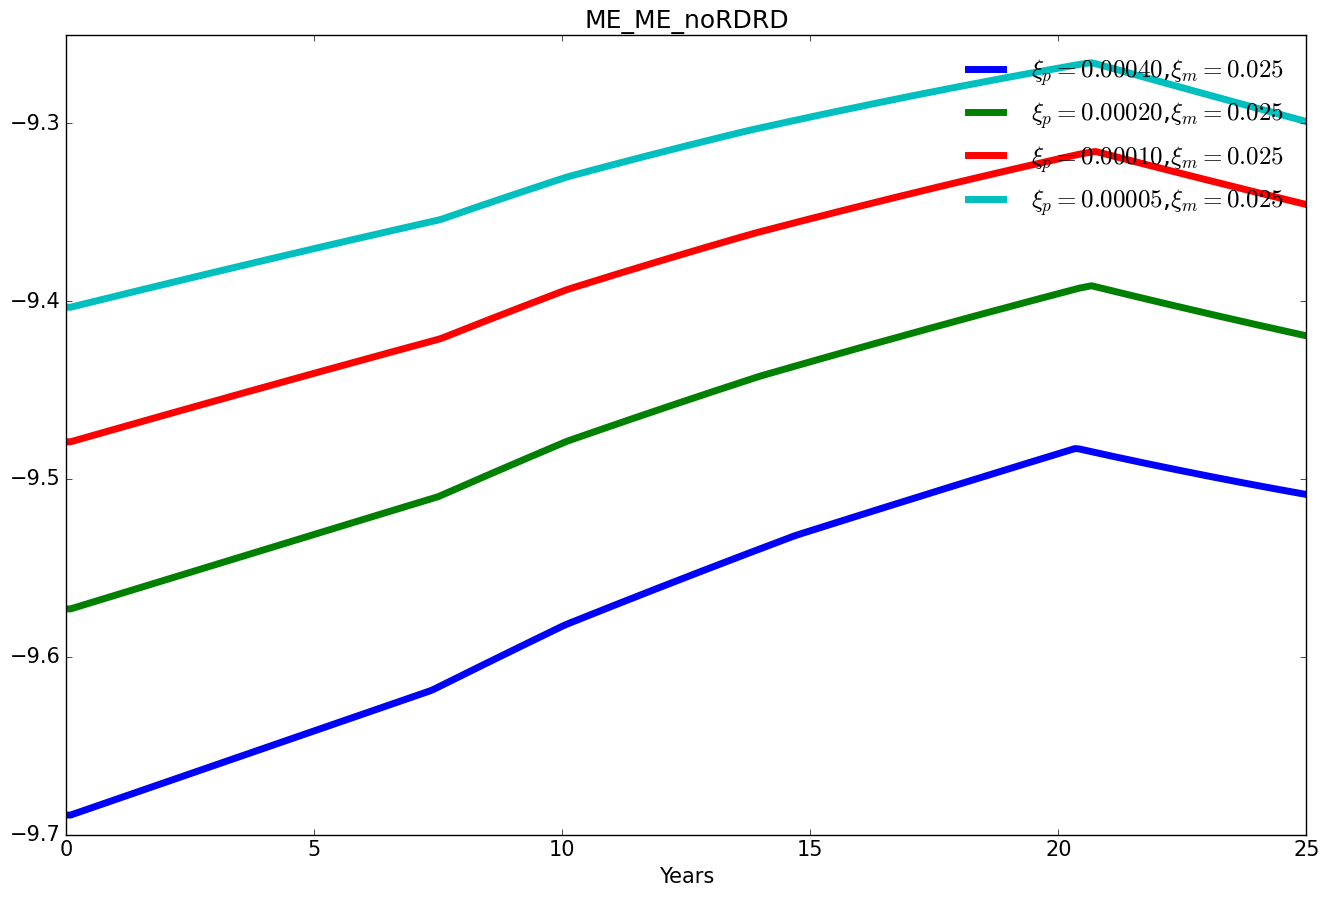 ME_ME_noRDRD
ξp = 0.00040,ξm = 0.025
ξp = 0.00020,ξm = 0.025
ξp = 0.00010,ξm = 0.025
ξp = 0.00005,ξm = 0.025
−9.3
−9.4
−9.5
−9.6
−9.7
0 5 10 15 20 25
Years